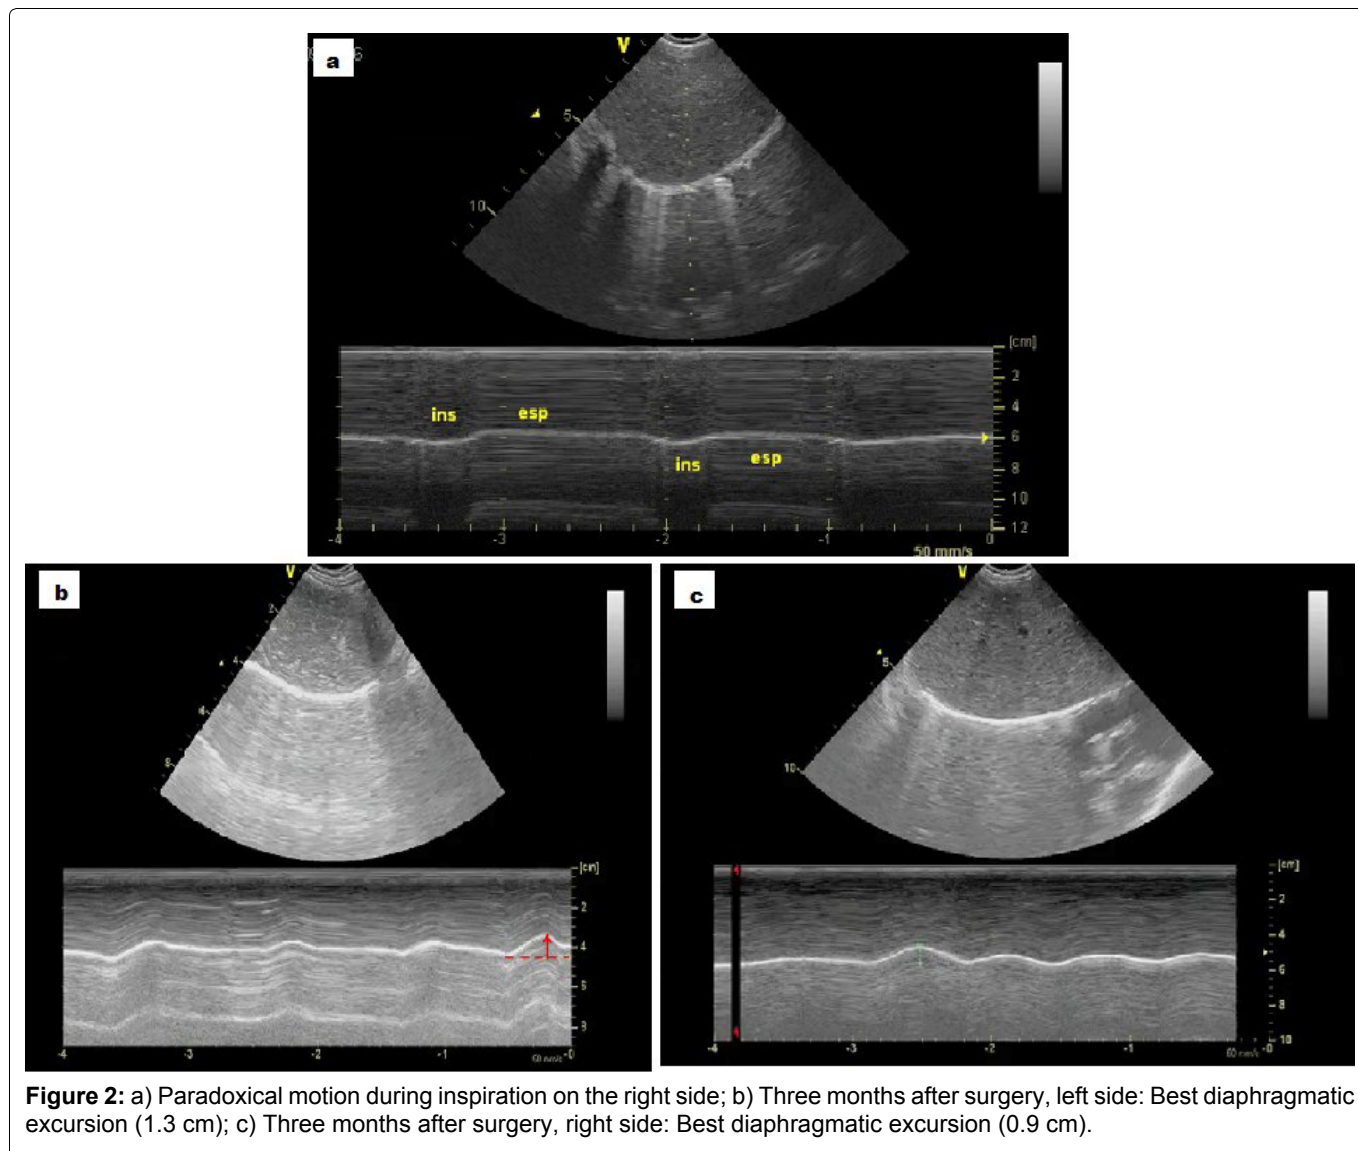 a
6
V
5
10
[cm]
2
4
6
8
10
12
ins
esp
ins
esp
-4
-3
-2
-1
0
50 mm/s
b
V
2
4
8
[cm]
2
4
6
8
-4
-3
-2
-1
-0
c
V
5
10
[cm]
2
4
6
8
10
-4
-3
-2
-1
-0
Figure 2: a) Paradoxical motion during inspiration on the right side; b) Three months after surgery, left side: Best diaphragmatic
excursion (1.3 cm); c) Three months after surgery, right side: Best diaphragmatic excursion (0.9 cm).